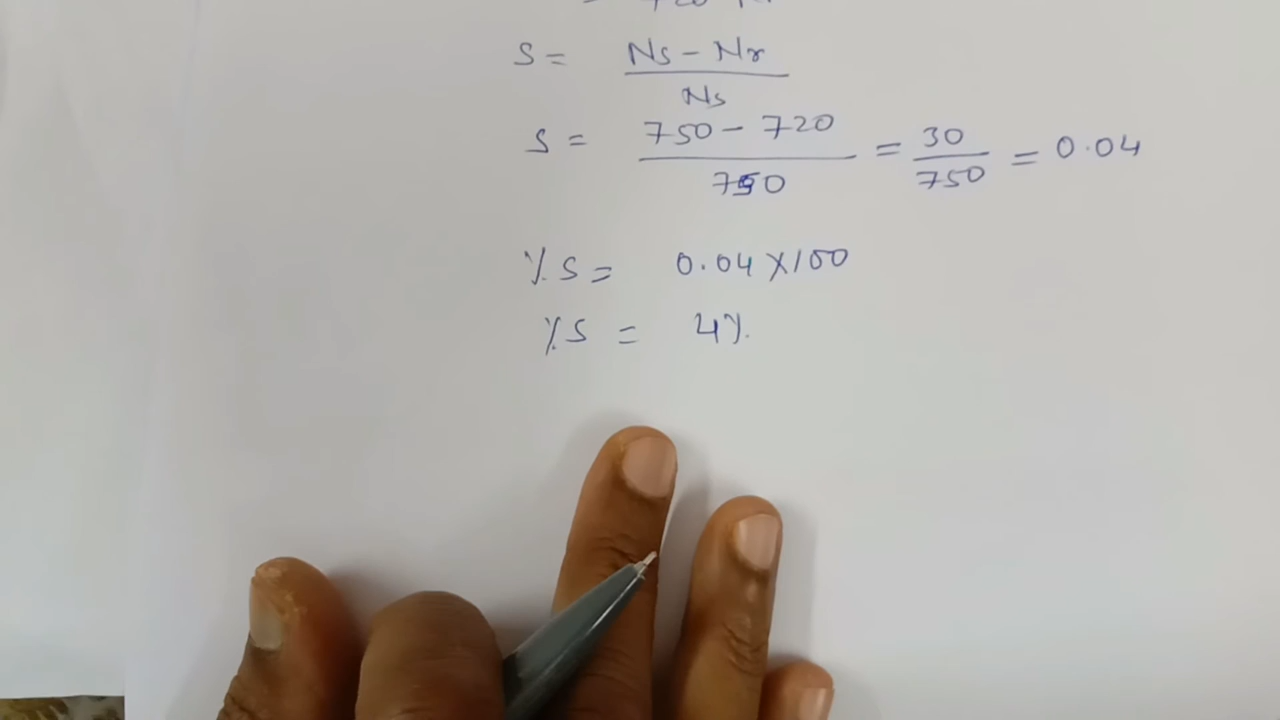 S = Ns - Nr / Ns
S = 750 - 720 / 750 = 30 / 750 = 0.04
% S = 0.04 X 100
% S = 4%